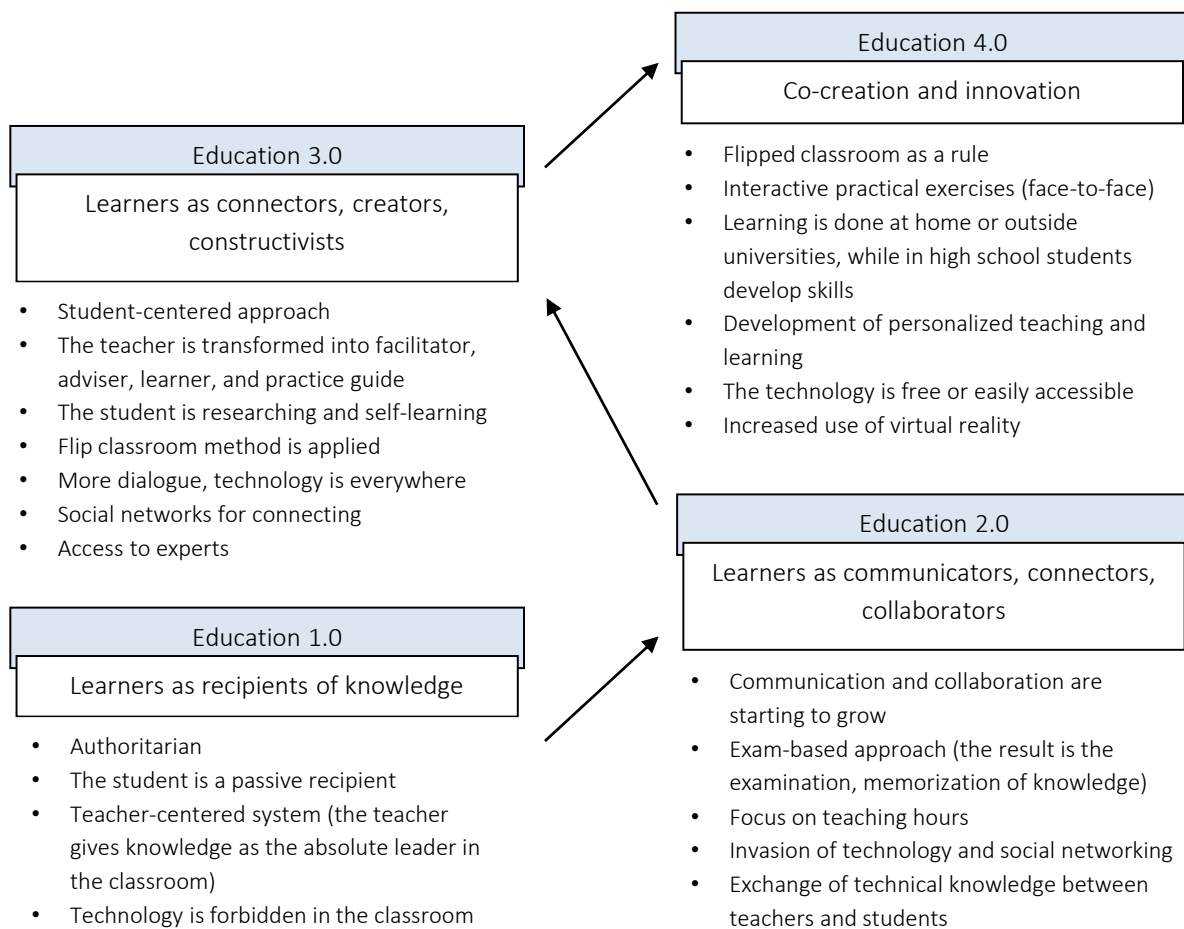 Education 4.0
Co-creation and innovation
• Flipped classroom as a rule
• Interactive practical exercises (face-to-face)
• Learning is done at home or outside
universities, while in high school students
develop skills
• Development of personalized teaching and
learning
• The technology is free or easily accessible
• Increased use of virtual reality
Education 3.0
Learners as connectors, creators,
constructivists
• Student-centered approach
• The teacher is transformed into facilitator,
adviser, learner, and practice guide
• The student is researching and self-learning
• Flip classroom method is applied
• More dialogue, technology is everywhere
• Social networks for connecting
• Access to experts
Education 2.0
Learners as communicators, connectors,
collaborators
• Communication and collaboration are
starting to grow
• Exam-based approach (the result is the
examination, memorization of knowledge)
• Focus on teaching hours
• Invasion of technology and social networking
• Exchange of technical knowledge between
teachers and students
Education 1.0
Learners as recipients of knowledge
• Authoritarian
• The student is a passive recipient
• Teacher-centered system (the teacher
gives knowledge as the absolute leader in
the classroom)
• Technology is forbidden in the classroom